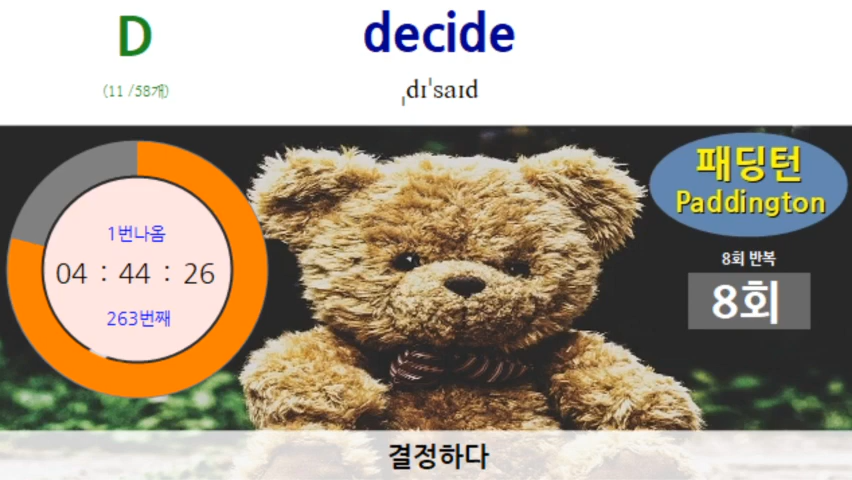 D
decide
(11 /58개)
ˌdɪˈsaɪd
패딩턴
Paddington
1번나옴
04 : 44 : 26
263번째
8회 반복
8회
결정하다